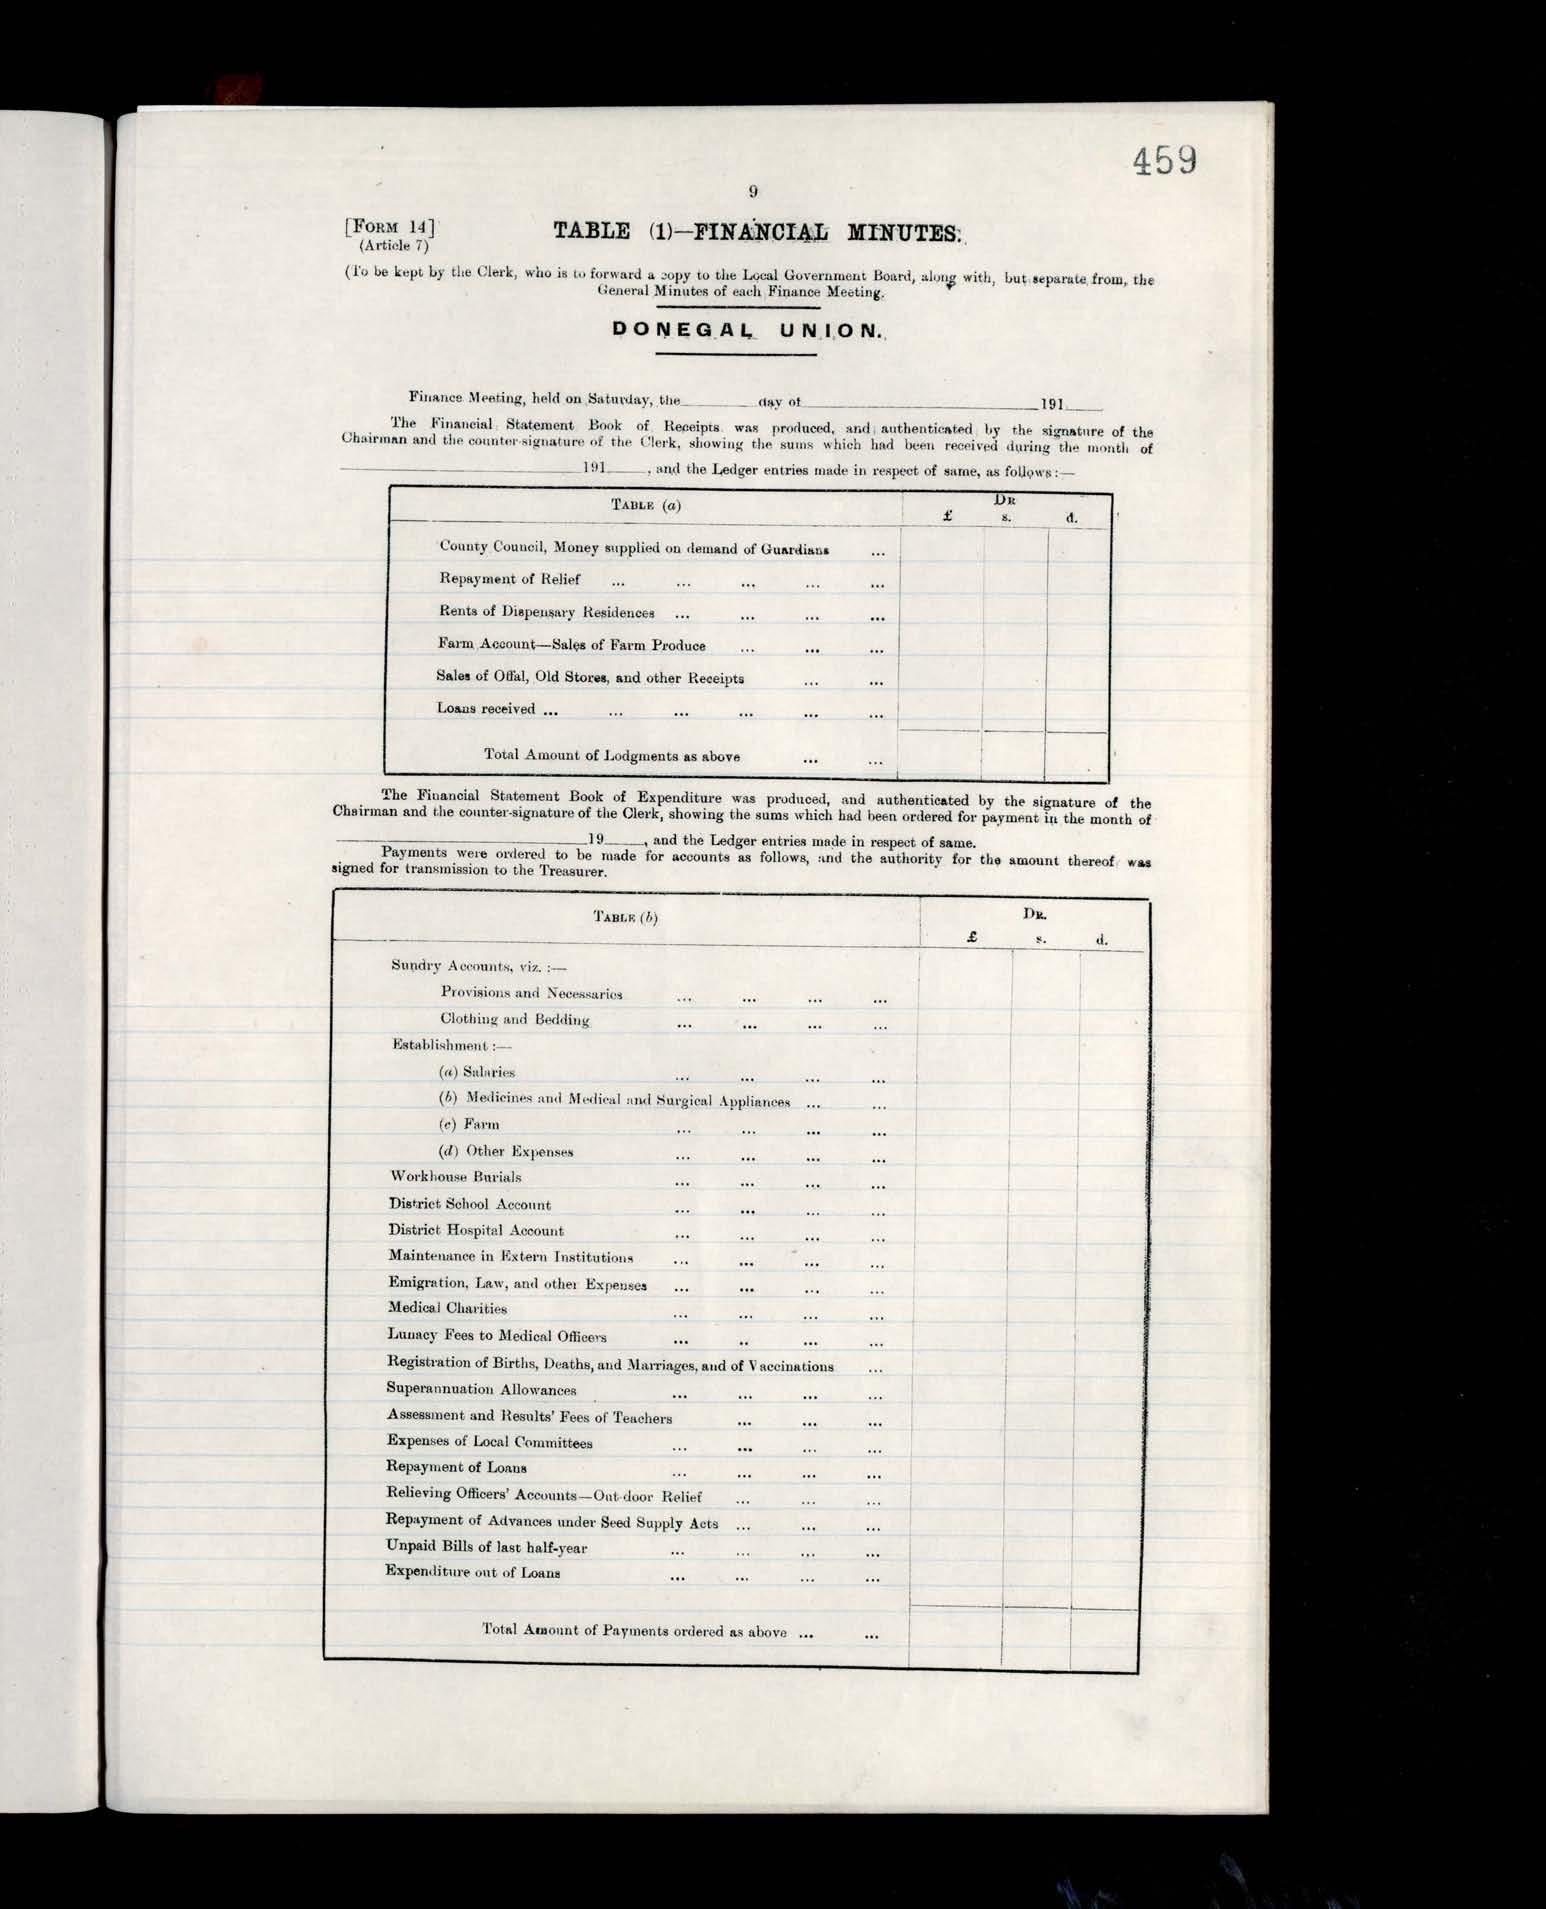 459
9
[FORM 14]
(Article 7)
TABLE (1)—FINANCIAL MINUTES.
(To be kept by the Clerk, who is to forward a copy to the Local Government Board, along with, but separate from, the
General Minutes of each Finance Meeting.
DONEGAL UNION.
Finance Meeting, held on Saturday, the ________ day of ________________ 191____
The Financial Statement Book of Receipts was produced, and authenticated by the signature of the
Chairman and the counter-signature of the Clerk, showing the sums which had been received during the month of
________________ 191____, and the Ledger entries made in respect of same, as follows:—
TABLE (a) DR
£ s. d.
County Council, Money supplied on demand of Guardians ...
Repayment of Relief ... ... ... ... ...
Rents of Dispensary Residences ... ... ... ...
Farm Account—Sales of Farm Produce ... ... ...
Sales of Offal, Old Stores, and other Receipts ... ...
Loans received ... ... ... ... ... ...
Total Amount of Lodgments as above ... ...
The Financial Statement Book of Expenditure was produced, and authenticated by the signature of the
Chairman and the counter-signature of the Clerk, showing the sums which had been ordered for payment in the month of
________________ 19____, and the Ledger entries made in respect of same.
Payments were ordered to be made for accounts as follows, and the authority for the amount thereof was
signed for transmission to the Treasurer.
TABLE (b) DR.
£ s. d.
Sundry Accounts, viz. :—
Provisions and Necessaries ... ... ... ...
Clothing and Bedding ... ... ... ...
Establishment :—
(a) Salaries ... ... ... ...
(b) Medicines and Medical and Surgical Appliances ... ...
(c) Farm ... ... ... ...
(d) Other Expenses ... ... ... ...
Workhouse Burials ... ... ... ...
District School Account ... ... ... ...
District Hospital Account ... ... ... ...
Maintenance in Extern Institutions ... ... ... ...
Emigration, Law, and other Expenses ... ... ... ...
Medical Charities ... ... ... ...
Lunacy Fees to Medical Officers ... .. ... ...
Registration of Births, Deaths, and Marriages, and of Vaccinations ...
Superannuation Allowances ... ... ... ...
Assessment and Results' Fees of Teachers ... ... ...
Expenses of Local Committees ... ... ... ...
Repayment of Loans ... ... ... ...
Relieving Officers' Accounts—Out-door Relief ... ... ...
Repayment of Advances under Seed Supply Acts ... ... ...
Unpaid Bills of last half-year ... ... ... ...
Expenditure out of Loans ... ... ... ...
Total Amount of Payments ordered as above ... ...